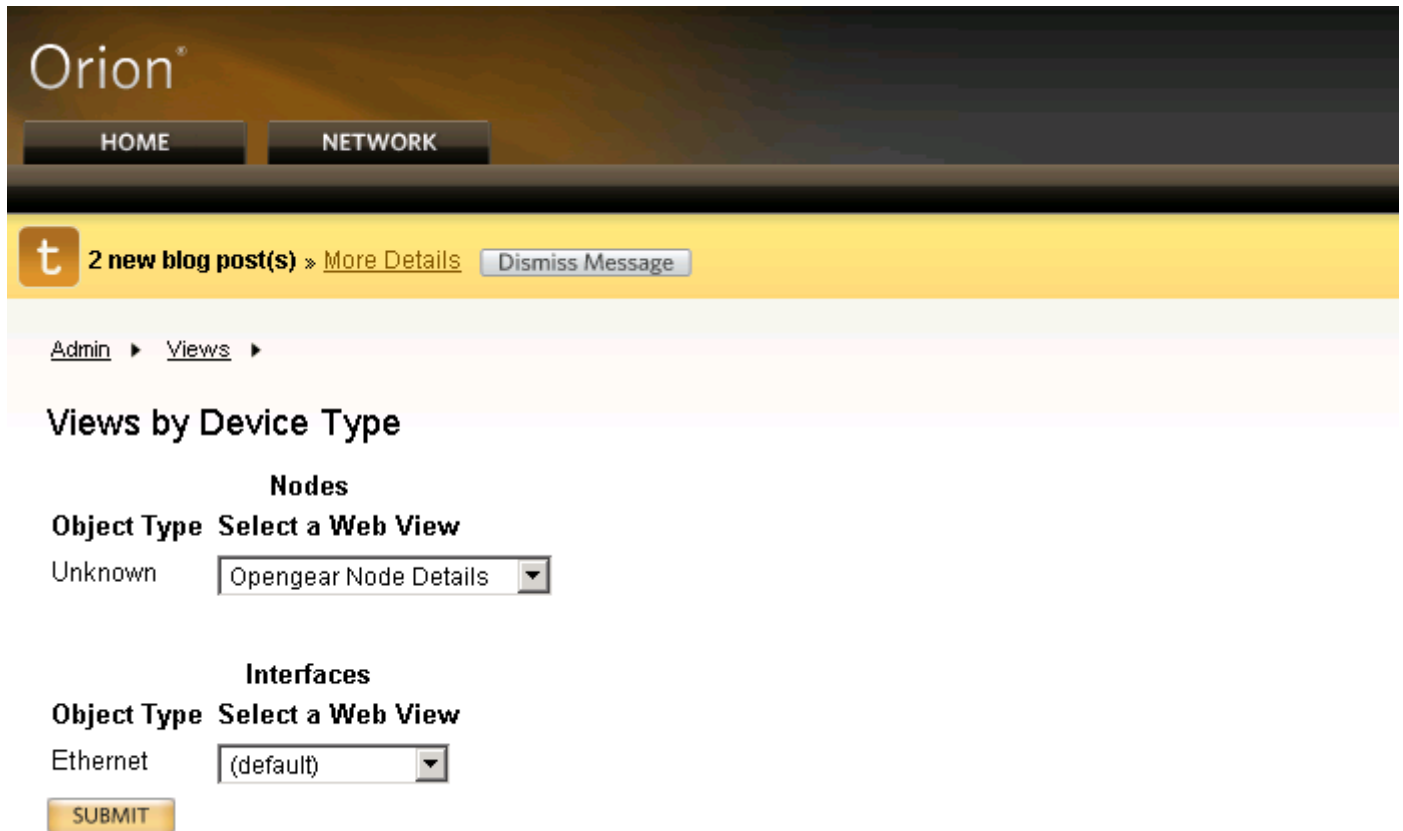 Orion®
HOME NETWORK
t 2 new blog post(s) » More Details Dismiss Message
Admin ▶ Views ▶
Views by Device Type
Nodes
Object Type Select a Web View
Unknown Opengear Node Details
Interfaces
Object Type Select a Web View
Ethernet (default)
SUBMIT